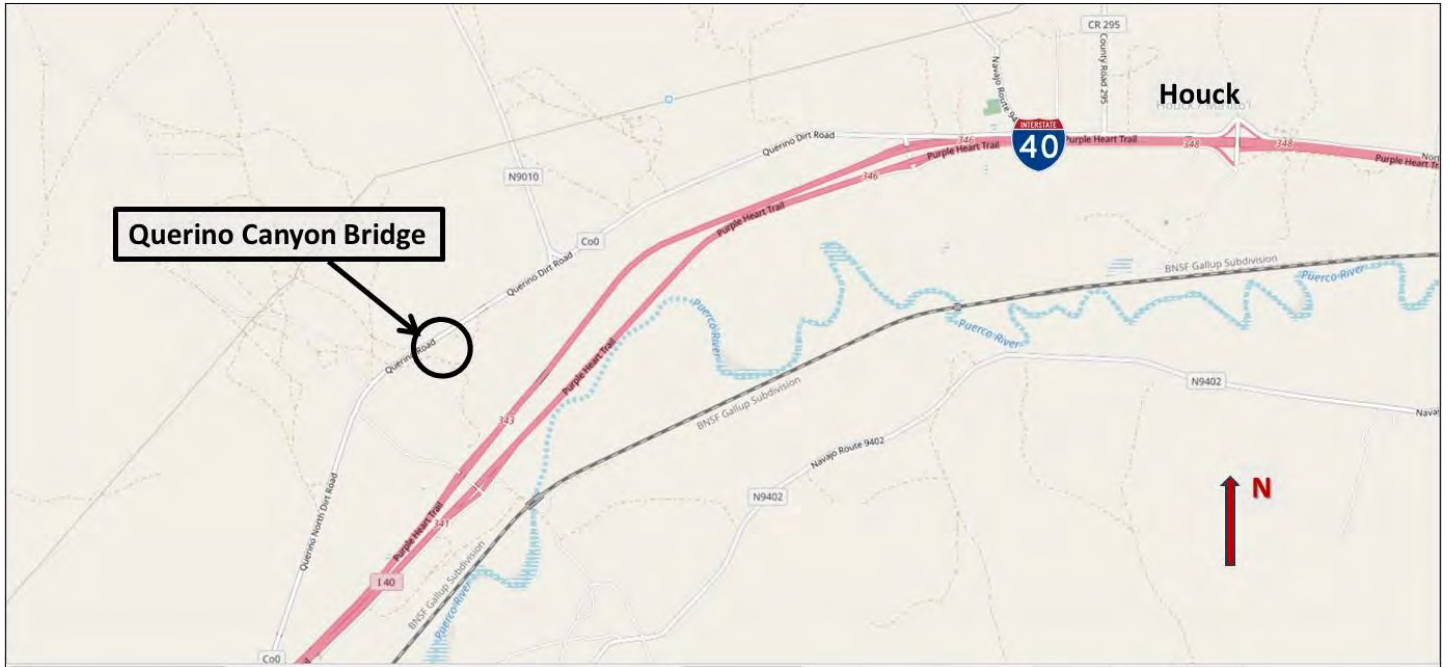 CR 295
County Road 295
Navajo Route 94
Houck
INTERSTATE
40
Querino Dirt Road
346
Purple Heart Trail
Purple Heart Trail
348
348
Purple Heart
346
N9010
Co0
Purple Heart Trail
Querino Canyon Bridge
Querino Dirt Road
BNSF Gallup Subdivision
Puerco River
Puerco River
Puerco River
Querino Road
Purple Heart Trail
N9402
BNSF Gallup Subdivision
343
Navajo Route 9402
N9402
N
Querino North Dirt Road
Purple Heart Trail
341
I 40
BNSF Gallup Subdivision
Puerco River
Co0